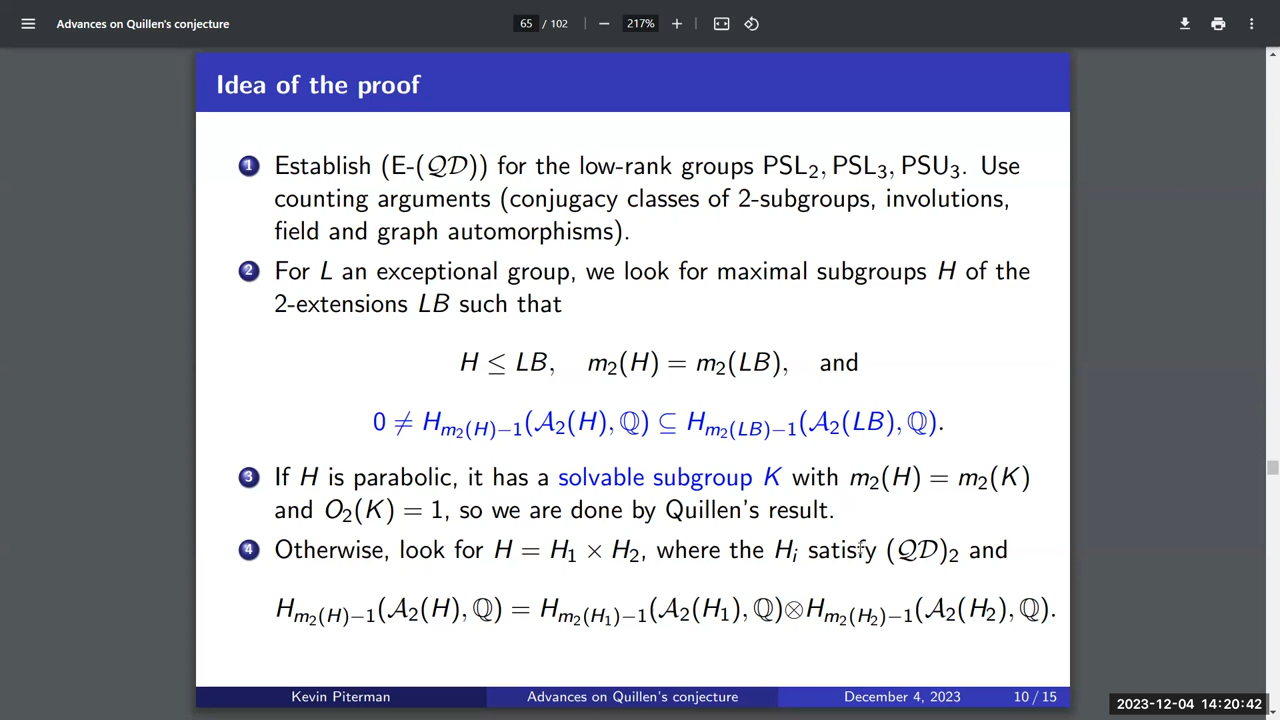 Advances on Quillen's conjecture
65 / 102
217%
Idea of the proof
1 Establish (E-(𝒬𝒟)) for the low-rank groups PSL₂, PSL₃, PSU₃. Use
counting arguments (conjugacy classes of 2-subgroups, involutions,
field and graph automorphisms).
2 For L an exceptional group, we look for maximal subgroups H of the
2-extensions LB such that
H ≤ LB, m₂(H) = m₂(LB), and
0 ≠ H_{m₂(H)−1}(𝒜₂(H), ℚ) ⊆ H_{m₂(LB)−1}(𝒜₂(LB), ℚ).
3 If H is parabolic, it has a solvable subgroup K with m₂(H) = m₂(K)
and O₂(K) = 1, so we are done by Quillen's result.
4 Otherwise, look for H = H₁ × H₂, where the Hᵢ satisfy (𝒬𝒟)₂ and
H_{m₂(H)−1}(𝒜₂(H), ℚ) = H_{m₂(H₁)−1}(𝒜₂(H₁), ℚ)⊗H_{m₂(H₂)−1}(𝒜₂(H₂), ℚ).
Kevin Piterman
Advances on Quillen's conjecture
December 4, 2023
10 / 15
2023-12-04 14:20:42